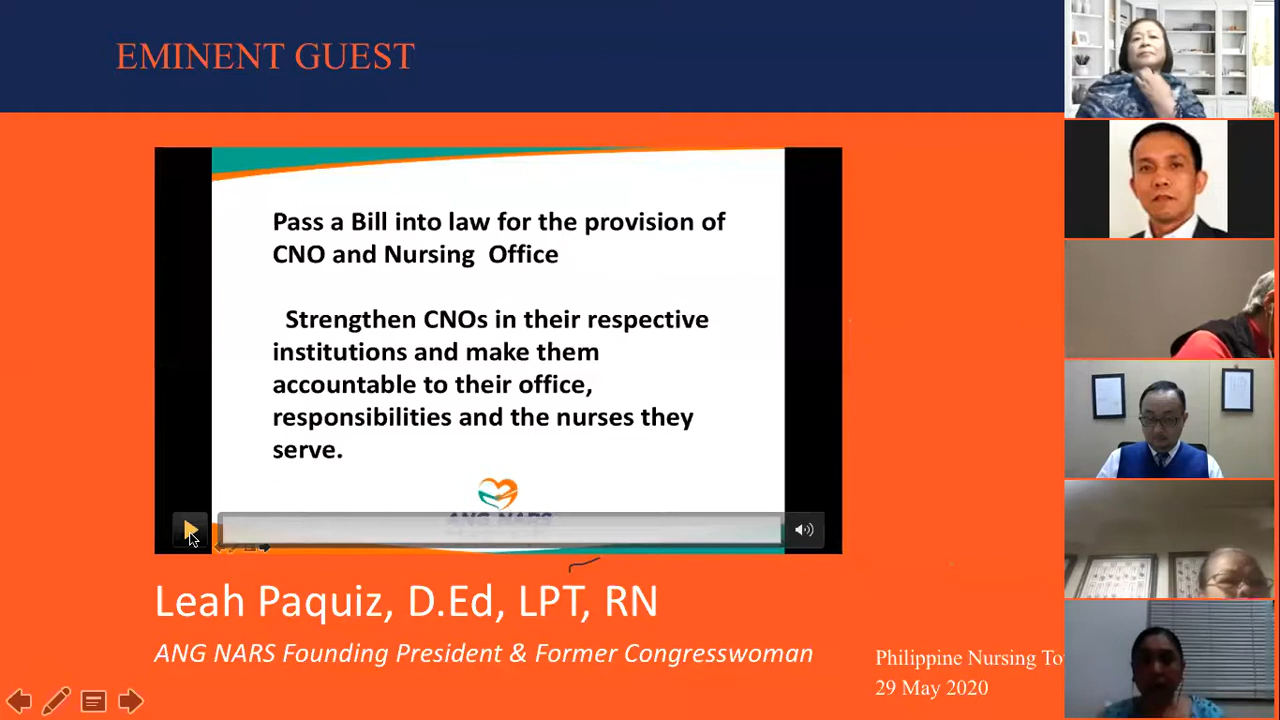 EMINENT GUEST
Pass a Bill into law for the provision of
CNO and Nursing Office
Strengthen CNOs in their respective
institutions and make them
accountable to their office,
responsibilities and the nurses they
serve.
ANG NARS
Leah Paquiz, D.Ed, LPT, RN
ANG NARS Founding President & Former Congresswoman
Philippine Nursing
29 May 2020